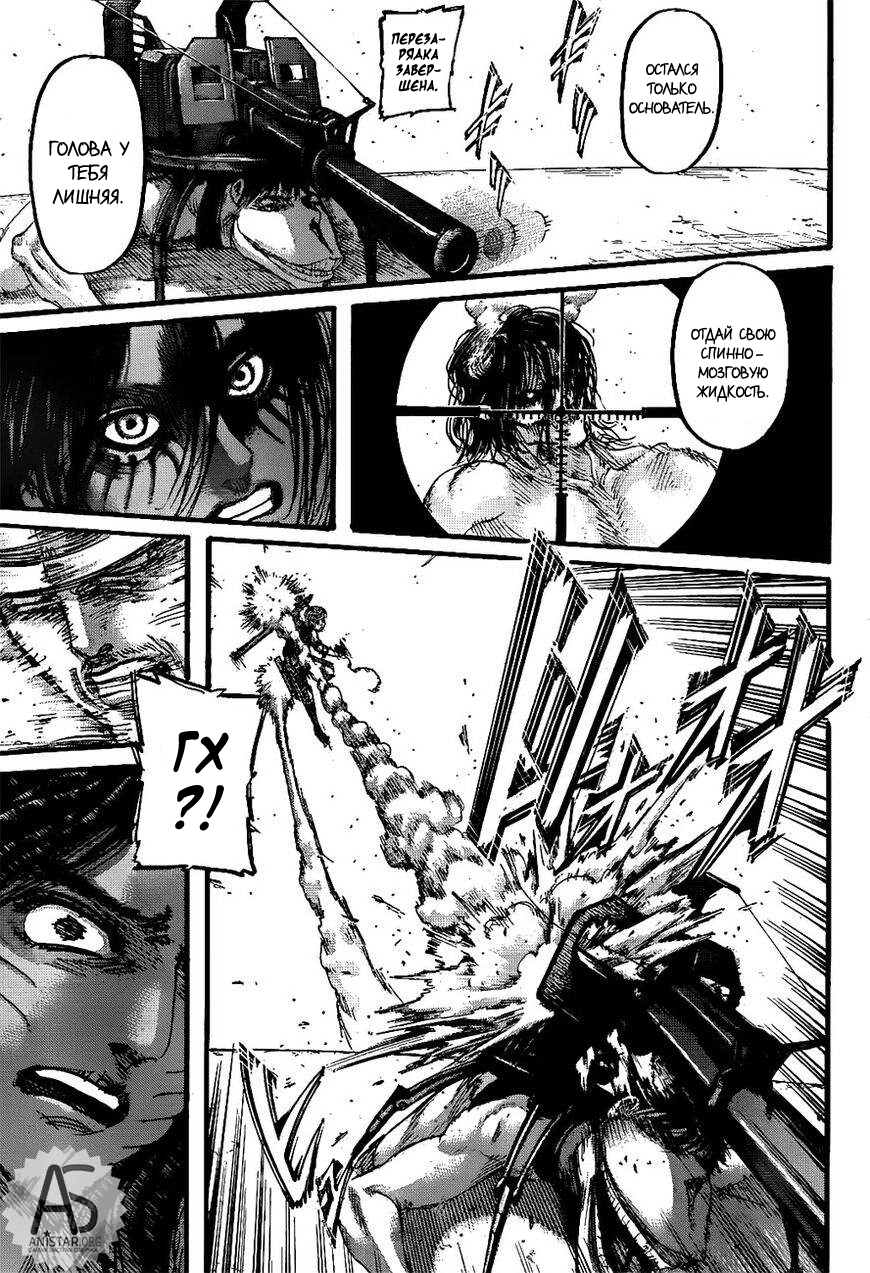 ОСТАЛСЯ
ТОЛЬКО
ОСНОВАТЕЛЬ.
ПЕРЕЗА-
РЯДКА
ЗАВЕР-
ШЕНА.
ГОЛОВА У
ТЕБЯ
ЛИШНЯЯ.
ОТДАЙ СВОЮ
СПИННО-
МОЗГОВУЮ
ЖИДКОСТЬ.
ГХ
?!
AS
ANISTAR.ORG